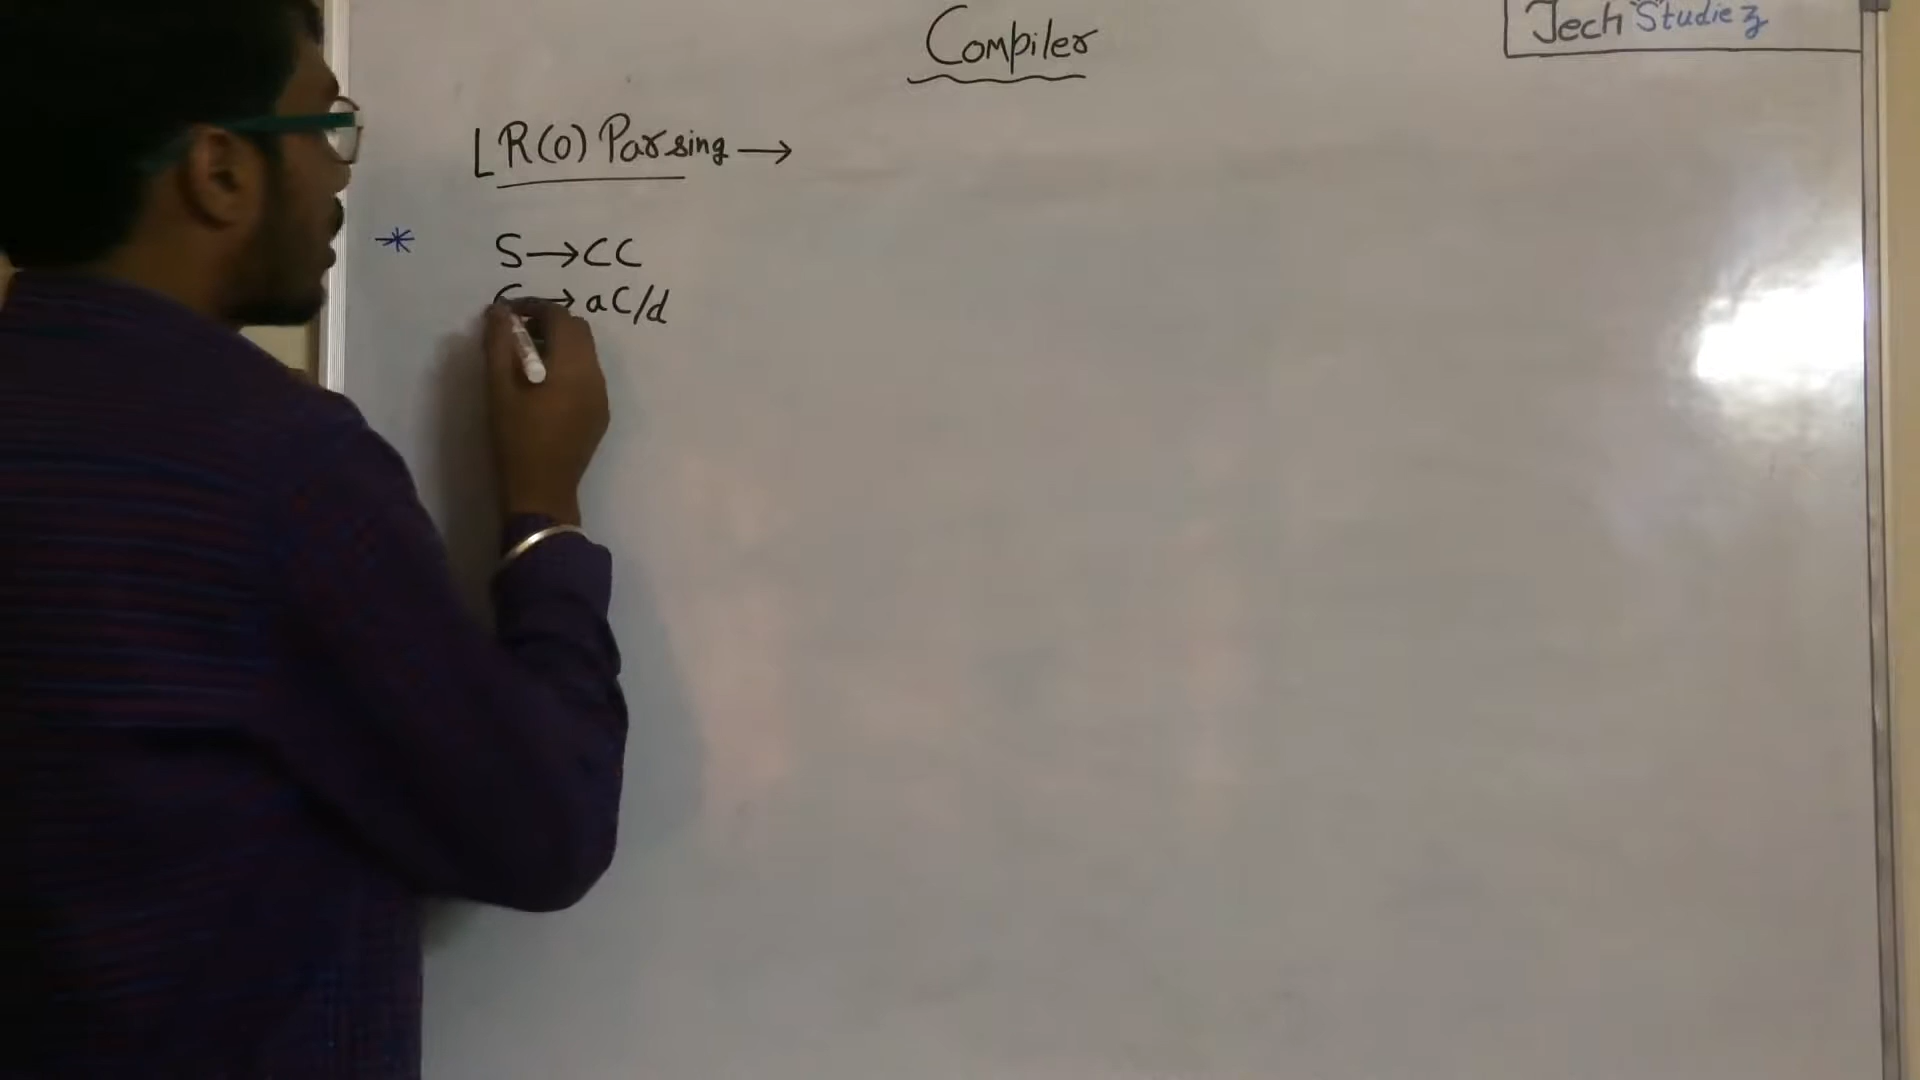 Compiler
Tech Studiez
LR(0) Parsing →
* S → CC
C → aC/d